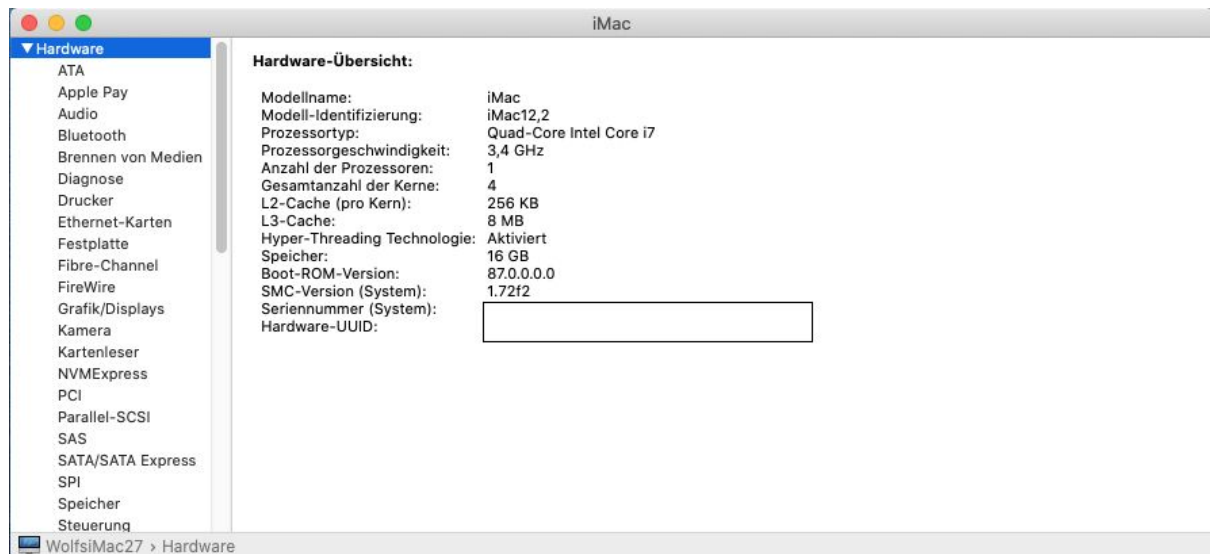 iMac
Hardware
ATA
Apple Pay
Audio
Bluetooth
Brennen von Medien
Diagnose
Drucker
Ethernet-Karten
Festplatte
Fibre-Channel
FireWire
Grafik/Displays
Kamera
Kartenleser
NVMExpress
PCI
Parallel-SCSI
SAS
SATA/SATA Express
SPI
Speicher
Steuerung
Hardware-Übersicht:
Modellname: iMac
Modell-Identifizierung: iMac12,2
Prozessortyp: Quad-Core Intel Core i7
Prozessorgeschwindigkeit: 3,4 GHz
Anzahl der Prozessoren: 1
Gesamtanzahl der Kerne: 4
L2-Cache (pro Kern): 256 KB
L3-Cache: 8 MB
Hyper-Threading Technologie: Aktiviert
Speicher: 16 GB
Boot-ROM-Version: 87.0.0.0.0
SMC-Version (System): 1.72f2
Seriennummer (System):
Hardware-UUID:
WolfsiMac27 › Hardware